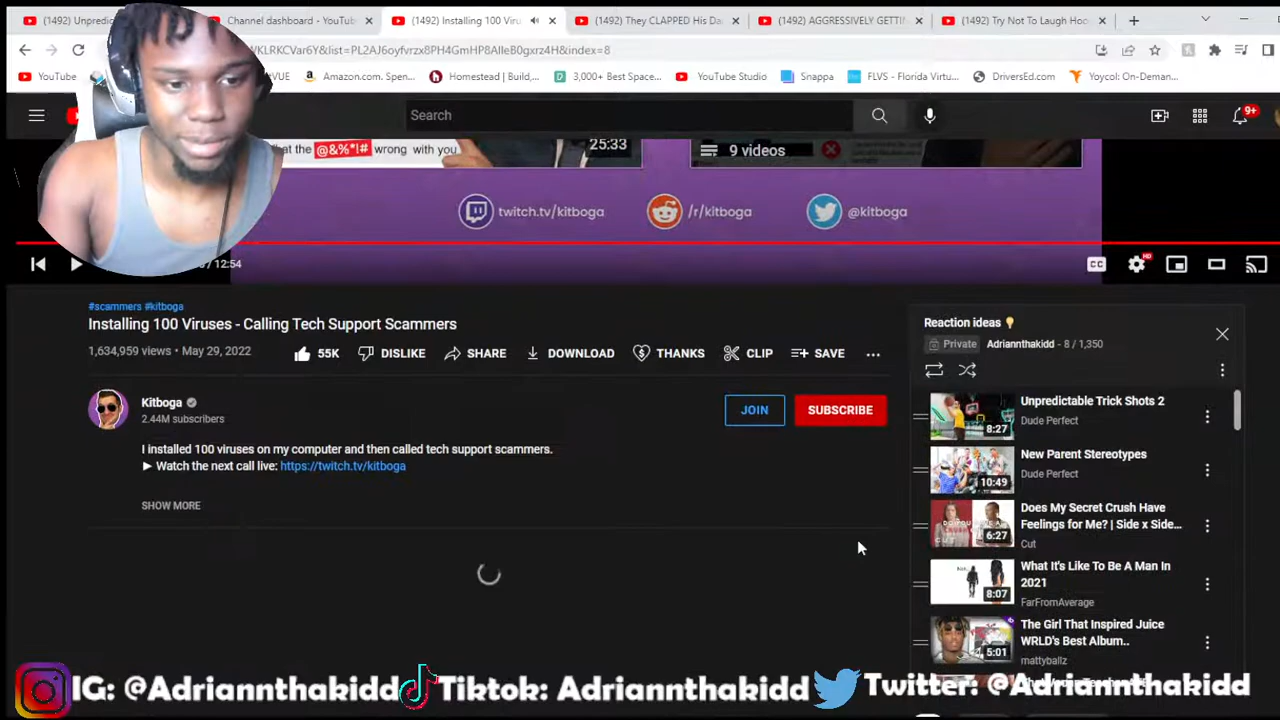 (1492) Unpredic
Channel dashboard - YouTu
(1492) Installing 100 Viru
(1492) They CLAPPED His Da
(1492) AGGRESSIVELY GETTI
(1492) Try Not To Laugh Hoo
WKLRKCVar6Y&list=PL2AJ6oyfvrzx8PH4GmHP8AIIeB0gxrz4H&index=8
YouTube
VUE
Amazon.com. Spen...
Homestead | Build,...
3,000+ Best Space...
YouTube Studio
Snappa
FLVS - Florida Virtu...
DriversEd.com
Yoycol: On-Deman...
Search
9+
at the @&%*!# wrong with you
25:33
9 videos
twitch.tv/kitboga
/r/kitboga
@kitboga
/ 12:54
CC
HD
#scammers #kitboga
Installing 100 Viruses - Calling Tech Support Scammers
1,634,959 views • May 29, 2022
55K
DISLIKE
SHARE
DOWNLOAD
THANKS
CLIP
SAVE
Kitboga
2.44M subscribers
JOIN
SUBSCRIBE
I installed 100 viruses on my computer and then called tech support scammers.
► Watch the next call live: https://twitch.tv/kitboga
SHOW MORE
Reaction ideas
Private
Adriannthakidd - 8 / 1,350
Unpredictable Trick Shots 2
Dude Perfect
8:27
New Parent Stereotypes
Dude Perfect
10:49
Does My Secret Crush Have
Feelings for Me? | Side x Side...
Cut
6:27
What It's Like To Be A Man In
2021
FarFromAverage
8:07
The Girl That Inspired Juice
WRLD's Best Album..
mattyballz
5:01
IG: @Adriannthakidd
Tiktok: Adriannthakidd
Twitter: @Adriannthakidd